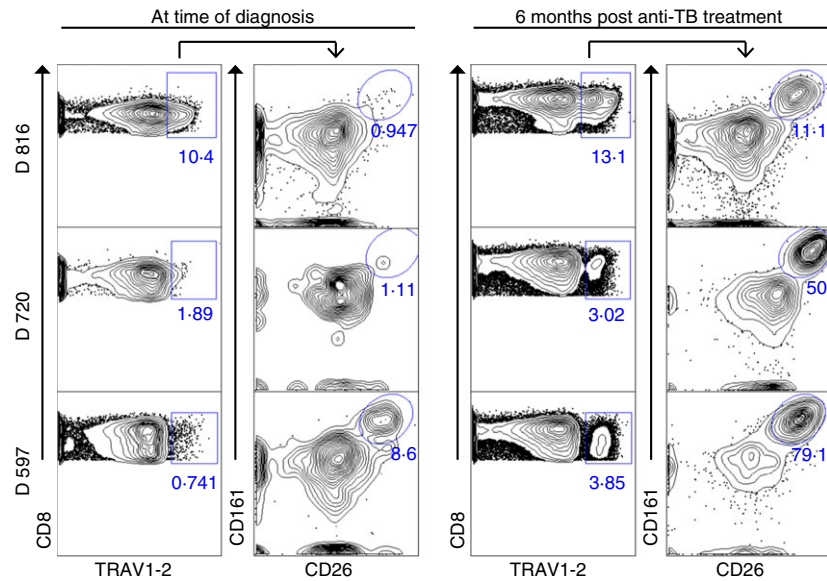 At time of diagnosis
6 months post anti-TB treatment
D 816
10·4
0·947
13·1
11·1
D 720
1·89
1·11
3·02
50
D 597
0·741
8·6
3·85
79·1
CD8
CD161
CD8
CD161
TRAV1-2
CD26
TRAV1-2
CD26